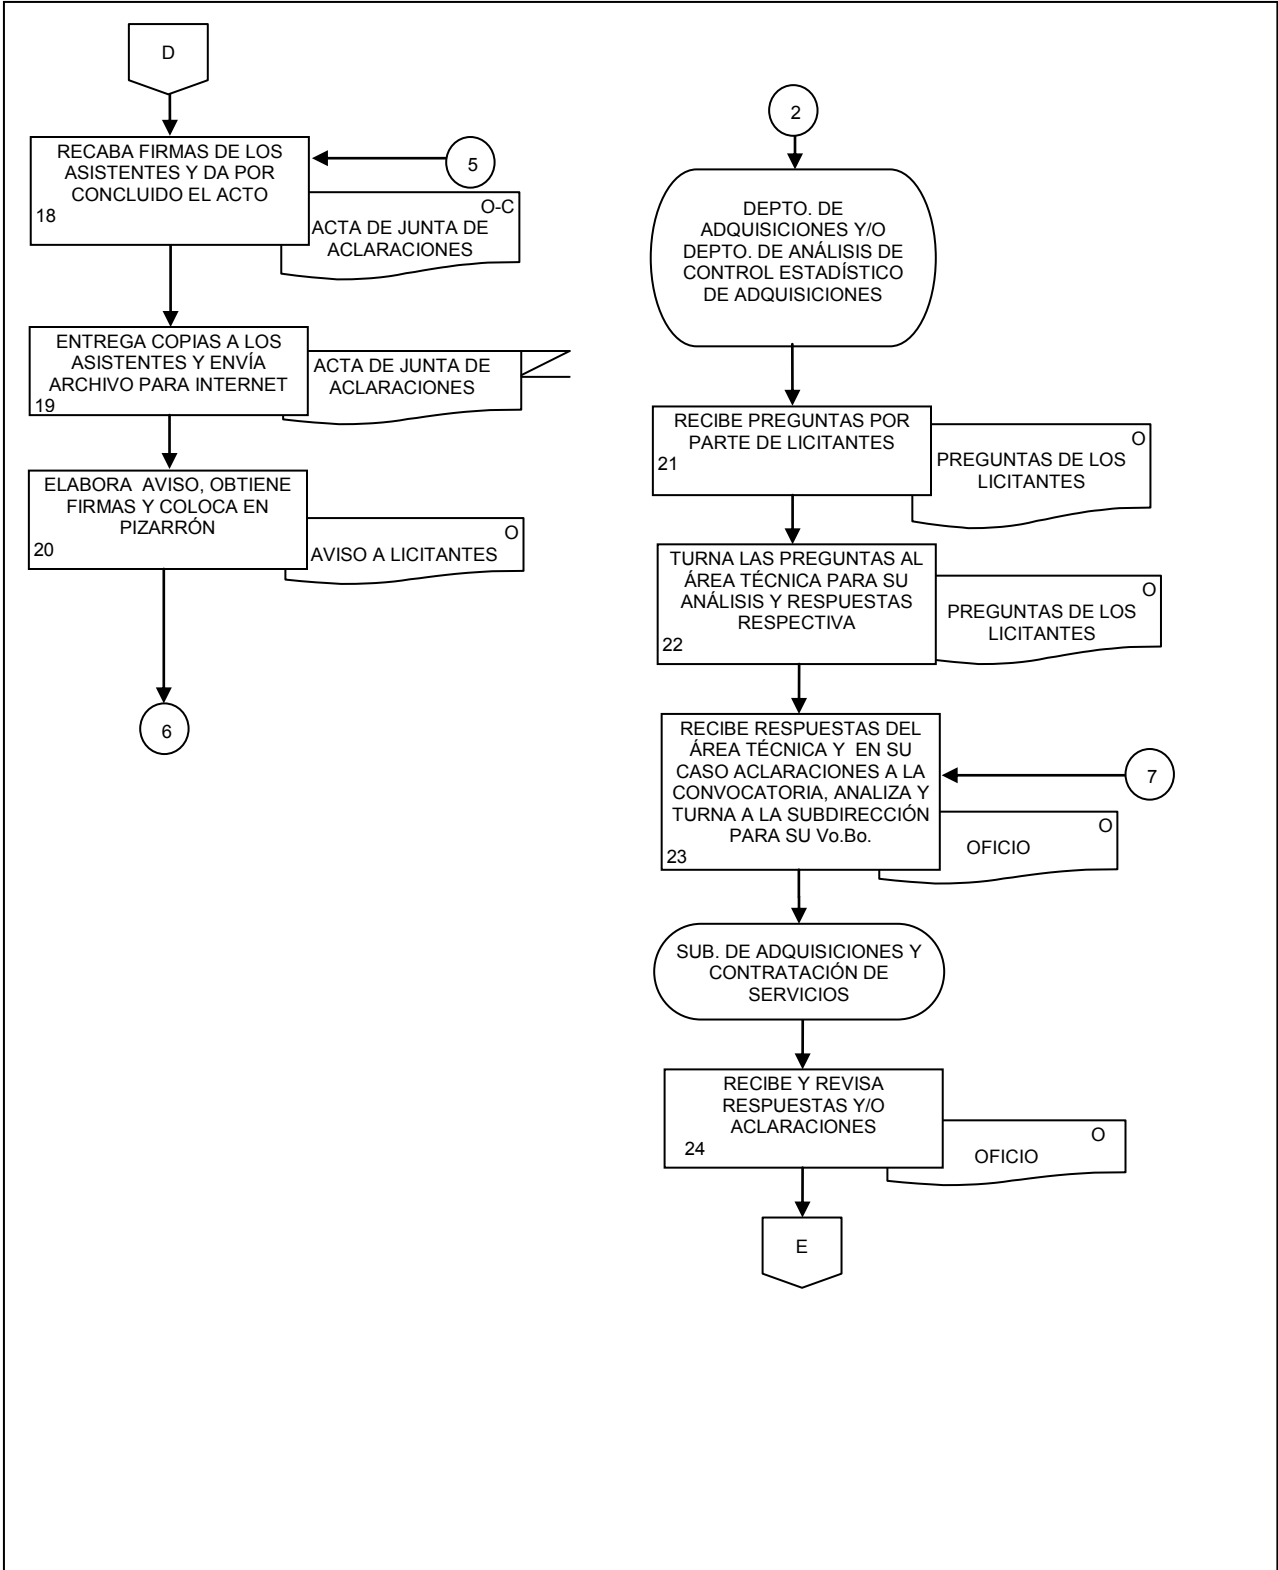 D
RECABA FIRMAS DE LOS
ASISTENTES Y DA POR
CONCLUIDO EL ACTO
18
5
O-C
ACTA DE JUNTA DE
ACLARACIONES
ENTREGA COPIAS A LOS
ASISTENTES Y ENVÍA
ARCHIVO PARA INTERNET
19
ACTA DE JUNTA DE
ACLARACIONES
ELABORA AVISO, OBTIENE
FIRMAS Y COLOCA EN
PIZARRÓN
20
O
AVISO A LICITANTES
6
2
DEPTO. DE
ADQUISICIONES Y/O
DEPTO. DE ANÁLISIS DE
CONTROL ESTADÍSTICO
DE ADQUISICIONES
RECIBE PREGUNTAS POR
PARTE DE LICITANTES
21
O
PREGUNTAS DE LOS
LICITANTES
TURNA LAS PREGUNTAS AL
ÁREA TÉCNICA PARA SU
ANÁLISIS Y RESPUESTAS
RESPECTIVA
22
O
PREGUNTAS DE LOS
LICITANTES
RECIBE RESPUESTAS DEL
ÁREA TÉCNICA Y EN SU
CASO ACLARACIONES A LA
CONVOCATORIA, ANALIZA Y
TURNA A LA SUBDIRECCIÓN
PARA SU Vo.Bo.
23
7
O
OFICIO
SUB. DE ADQUISICIONES Y
CONTRATACIÓN DE
SERVICIOS
RECIBE Y REVISA
RESPUESTAS Y/O
ACLARACIONES
24
O
OFICIO
E